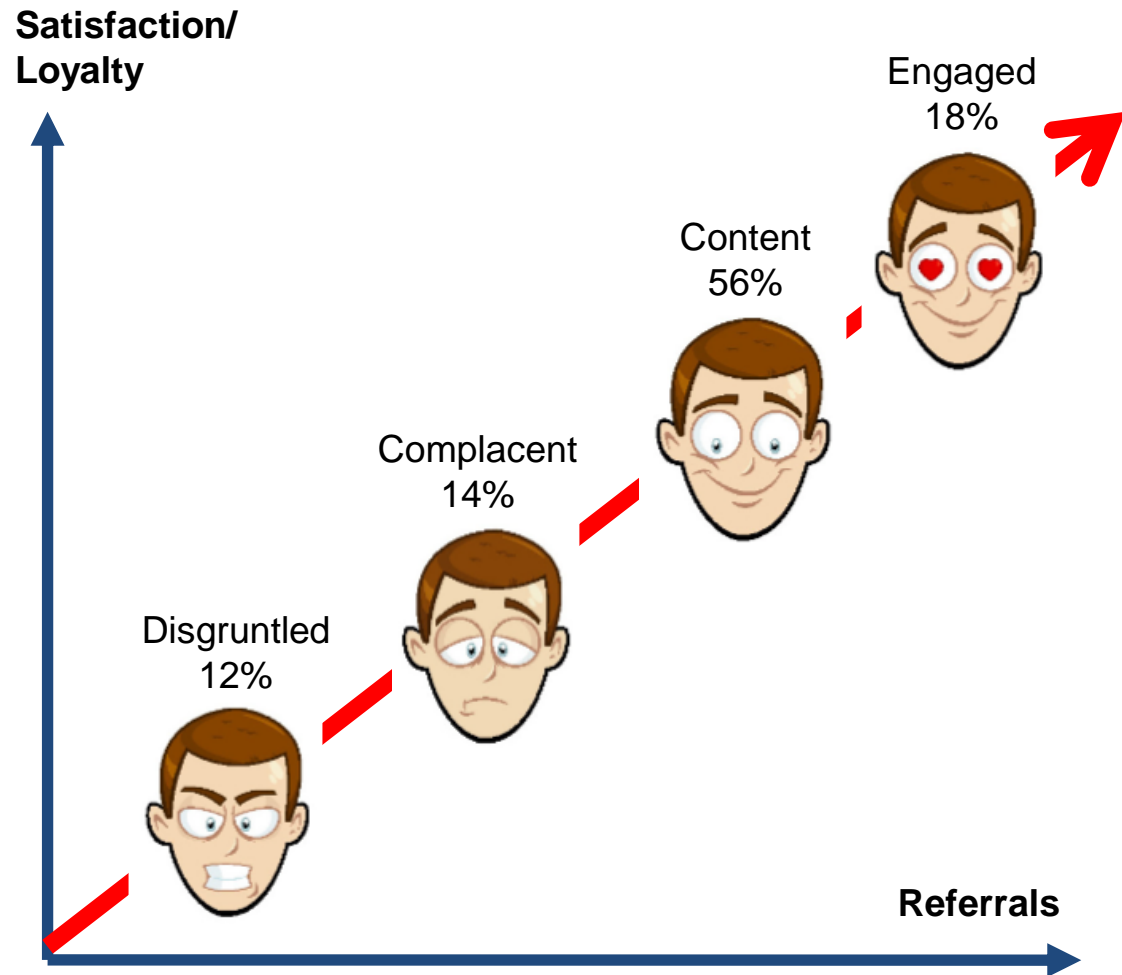 Satisfaction/
Loyalty
Engaged
18%
Content
56%
Complacent
14%
Disgruntled
12%
Referrals